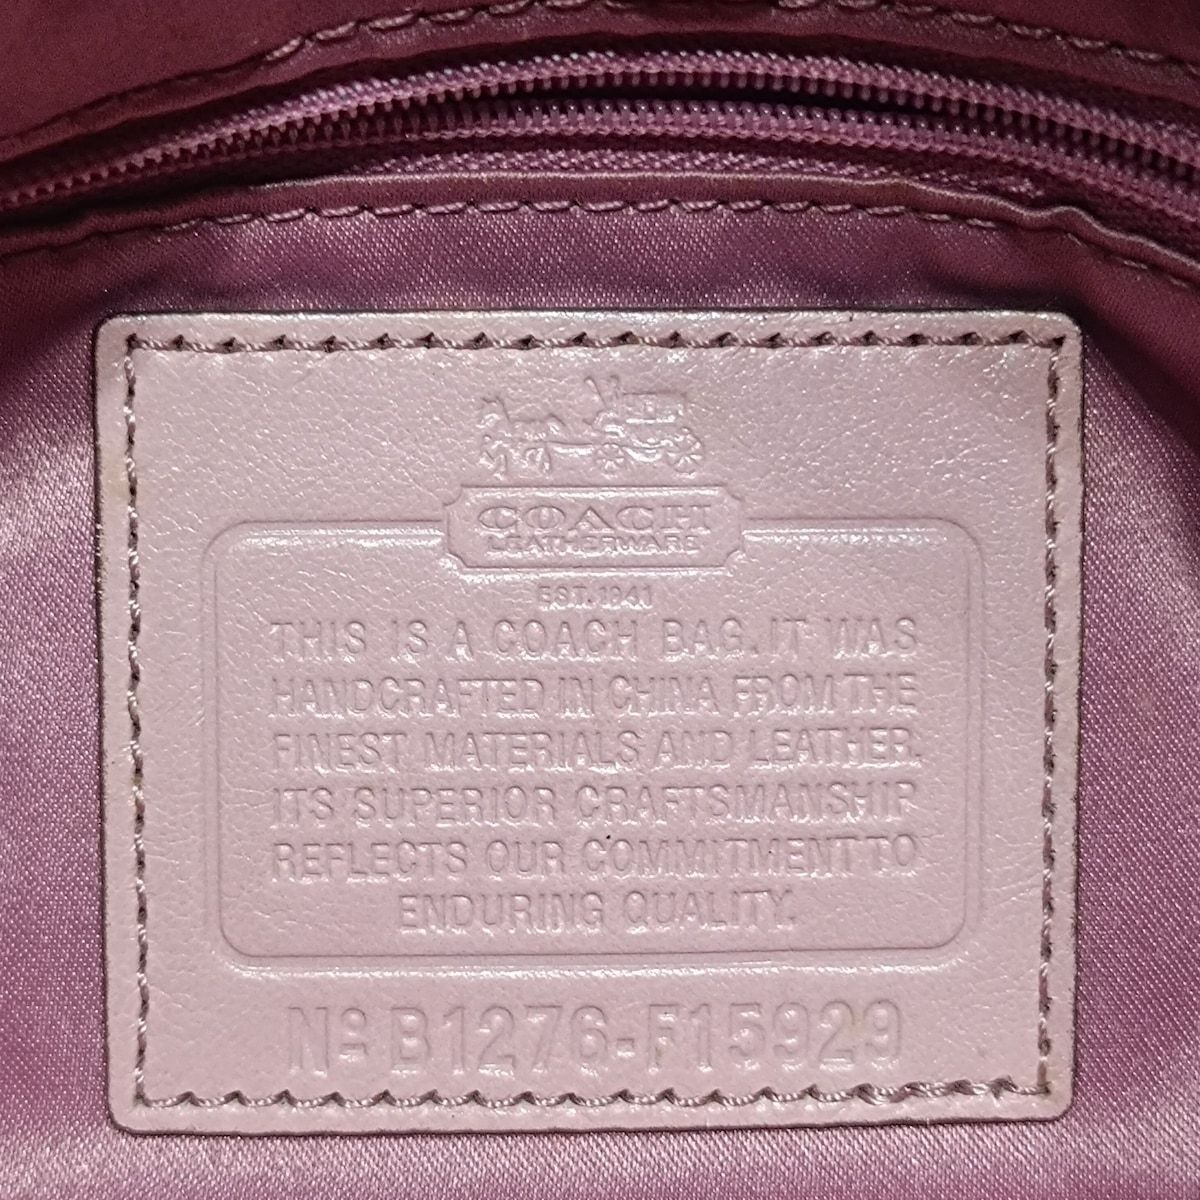 COACH
LEATHERWARE
EST. 1941
THIS IS A COACH BAG. IT WAS
HANDCRAFTED IN CHINA FROM THE
FINEST MATERIALS AND LEATHER.
ITS SUPERIOR CRAFTSMANSHIP
REFLECTS OUR COMMITMENT TO
ENDURING QUALITY.
Nº B1276-F15929